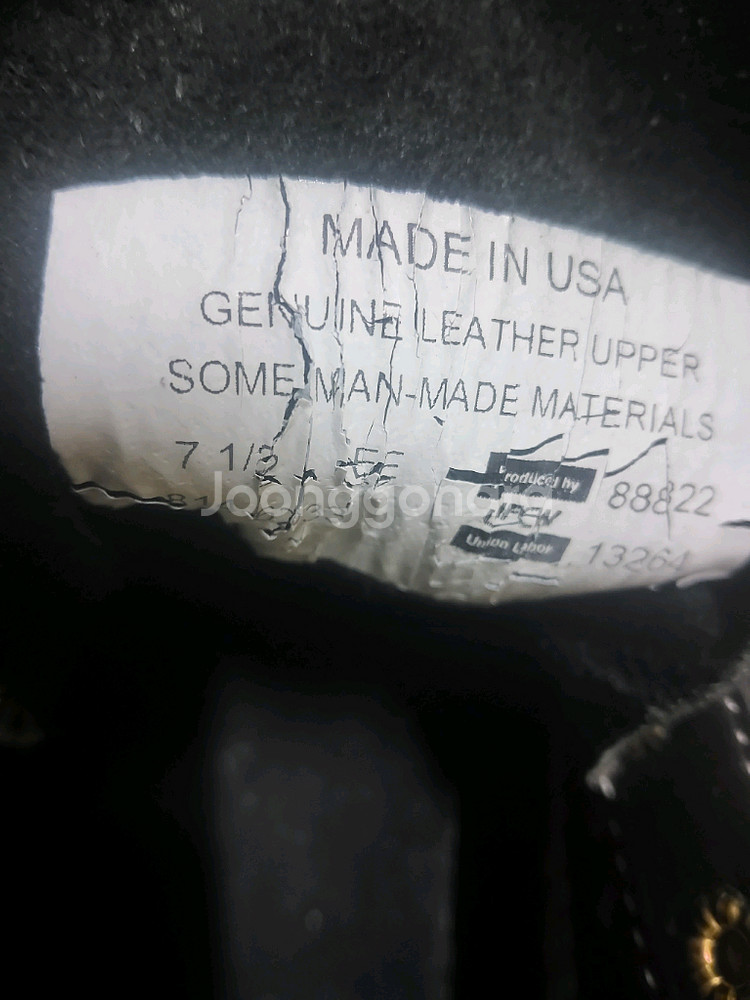 MADE IN USA
GENUINE LEATHER UPPER
SOME MAN-MADE MATERIALS
7 1/2 EE
Produced by
88822
Union Labor
13264
Joonggonara